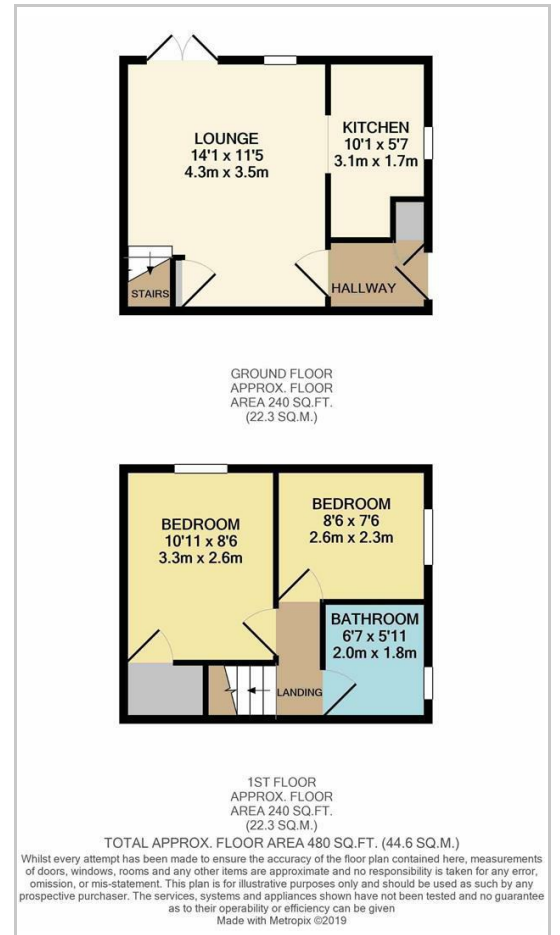 LOUNGE
14'1 x 11'5
4.3m x 3.5m
KITCHEN
10'1 x 5'7
3.1m x 1.7m
STAIRS
HALLWAY
GROUND FLOOR
APPROX. FLOOR
AREA 240 SQ.FT.
(22.3 SQ.M.)
BEDROOM
10'11 x 8'6
3.3m x 2.6m
BEDROOM
8'6 x 7'6
2.6m x 2.3m
BATHROOM
6'7 x 5'11
2.0m x 1.8m
LANDING
1ST FLOOR
APPROX. FLOOR
AREA 240 SQ.FT.
(22.3 SQ.M.)
TOTAL APPROX. FLOOR AREA 480 SQ.FT. (44.6 SQ.M.)
Whilst every attempt has been made to ensure the accuracy of the floor plan contained here, measurements
of doors, windows, rooms and any other items are approximate and no responsibility is taken for any error,
omission, or mis-statement. This plan is for illustrative purposes only and should be used as such by any
prospective purchaser. The services, systems and appliances shown have not been tested and no guarantee
as to their operability or efficiency can be given
Made with Metropix ©2019